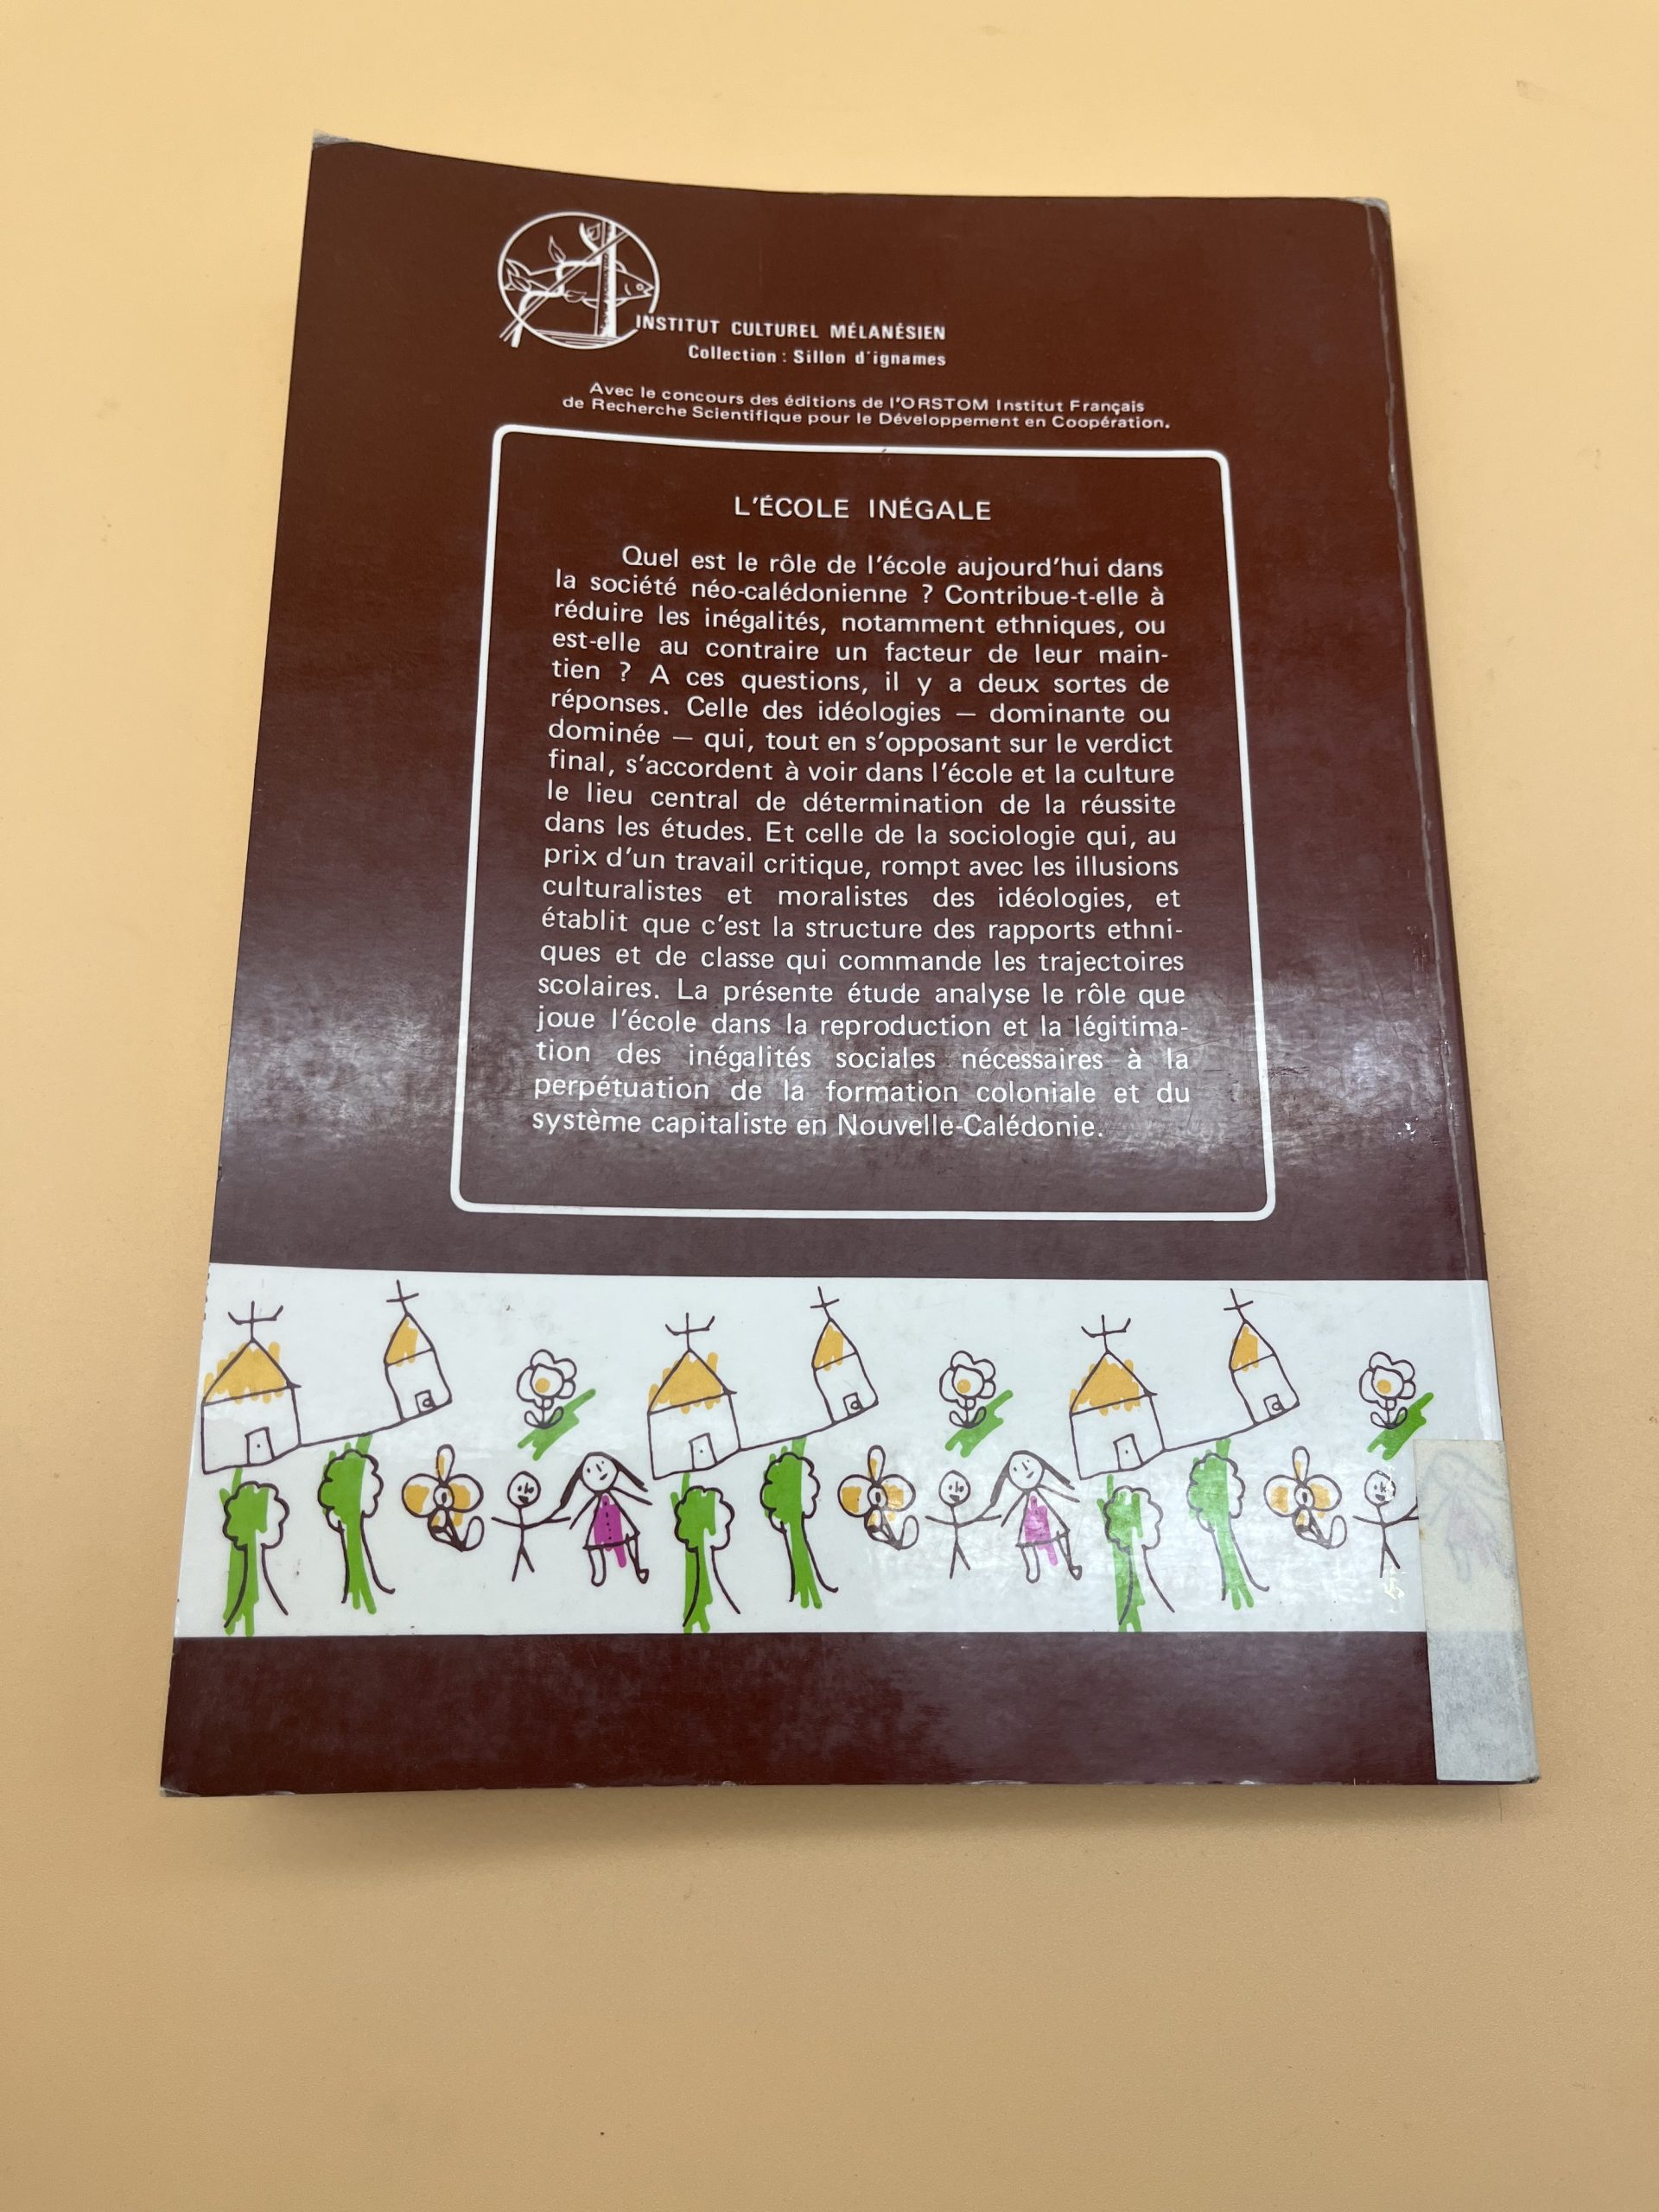 INSTITUT CULTUREL MÉLANÉSIEN
Collection : Sillon d'ignames
Avec le concours des éditions de l'ORSTOM Institut Français
de Recherche Scientifique pour le Développement en Coopération.
L'ÉCOLE INÉGALE
Quel est le rôle de l'école aujourd'hui dans
la société néo-calédonienne ? Contribue-t-elle à
réduire les inégalités, notamment ethniques, ou
est-elle au contraire un facteur de leur main-
tien ? A ces questions, il y a deux sortes de
réponses. Celle des idéologies — dominante ou
dominée — qui, tout en s'opposant sur le verdict
final, s'accordent à voir dans l'école et la culture
le lieu central de détermination de la réussite
dans les études. Et celle de la sociologie qui, au
prix d'un travail critique, rompt avec les illusions
culturalistes et moralistes des idéologies, et
établit que c'est la structure des rapports ethni-
ques et de classe qui commande les trajectoires
scolaires. La présente étude analyse le rôle que
joue l'école dans la reproduction et la légitima-
tion des inégalités sociales nécessaires à la
perpétuation de la formation coloniale et du
système capitaliste en Nouvelle-Calédonie.